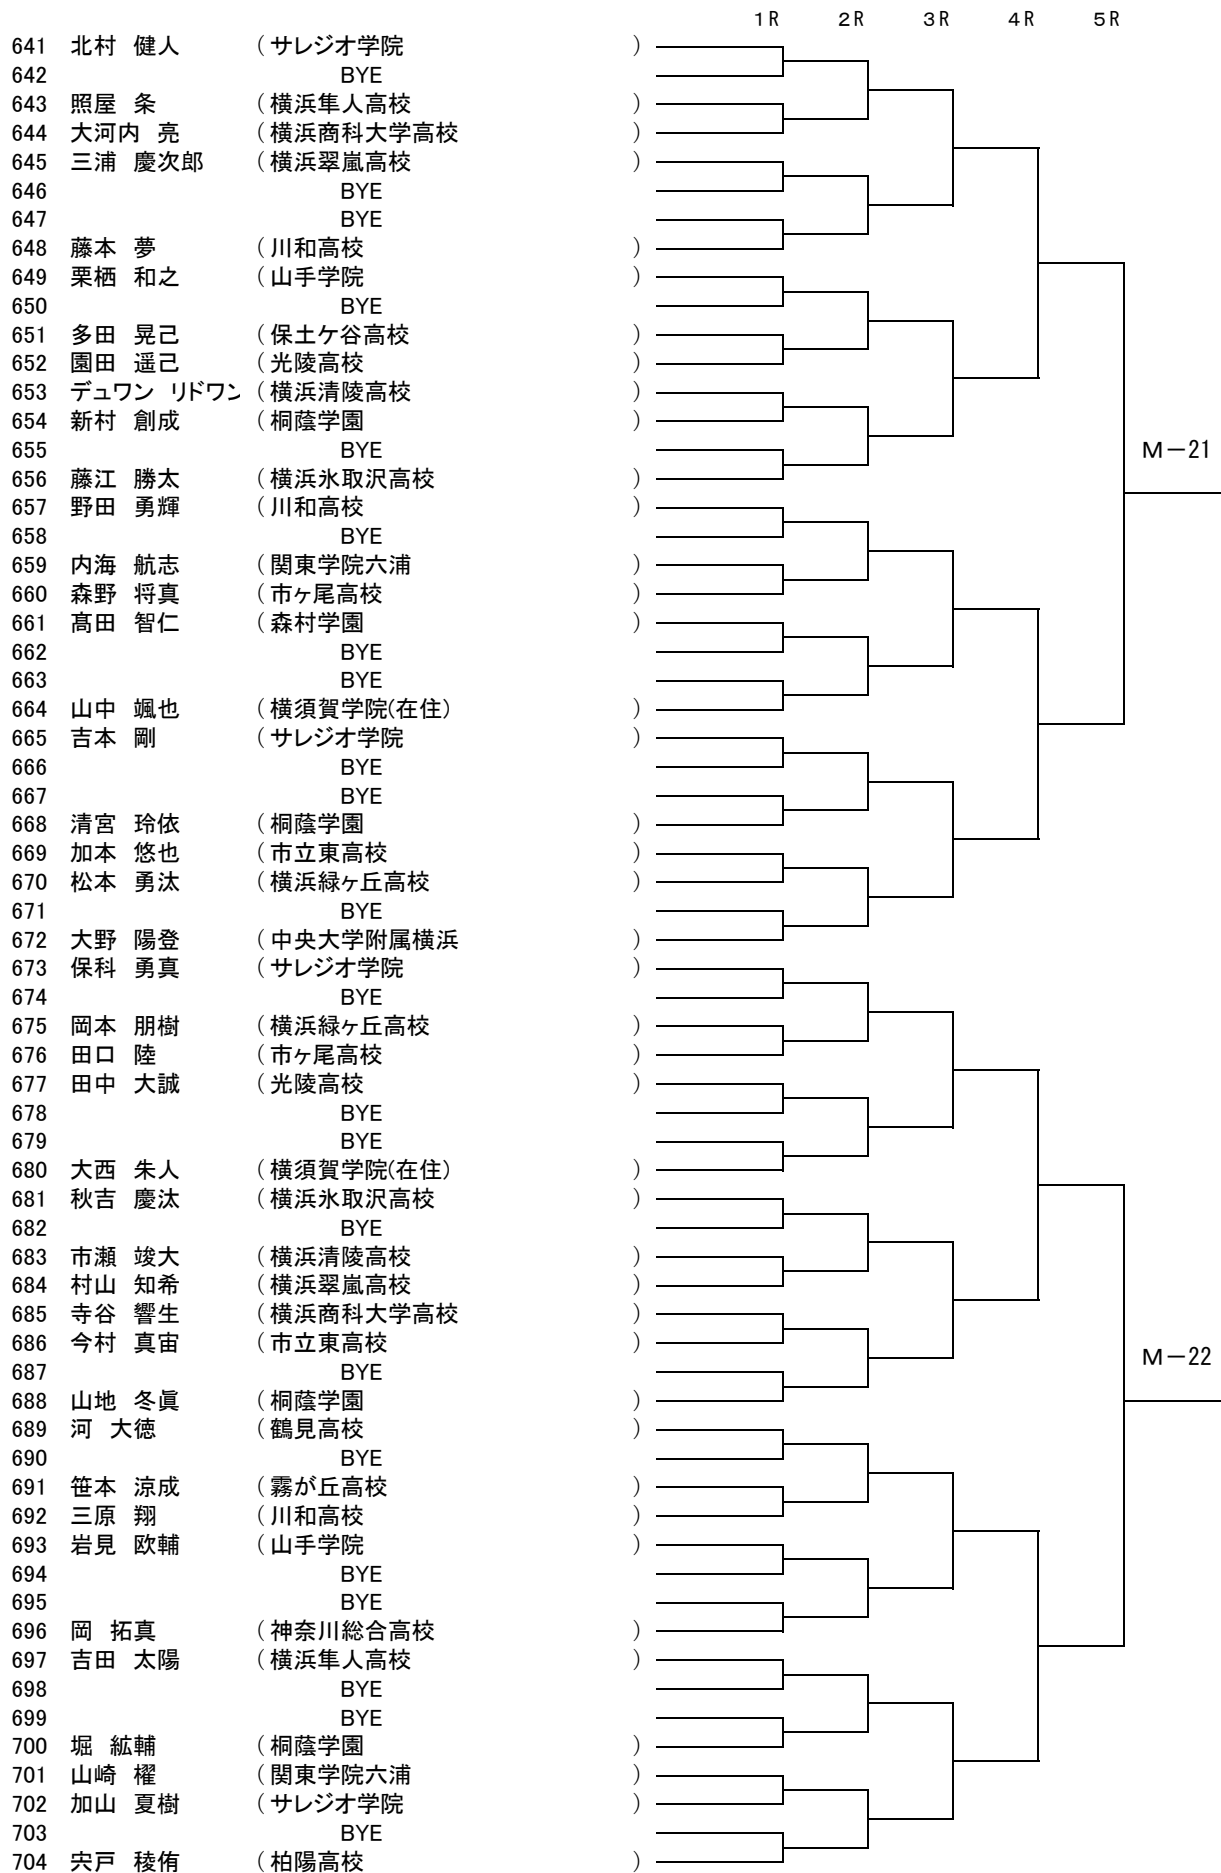 1R 2R 3R 4R 5R
641 北村 健人 （サレジオ学院 ）
642 BYE
643 照屋 条 （横浜隼人高校 ）
644 大河内 亮 （横浜商科大学高校 ）
645 三浦 慶次郎 （横浜翠嵐高校 ）
646 BYE
647 BYE
648 藤本 夢 （川和高校 ）
649 栗栖 和之 （山手学院 ）
650 BYE
651 多田 晃己 （保土ケ谷高校 ）
652 園田 遥己 （光陵高校 ）
653 デュワン リドワン （横浜清陵高校 ）
654 新村 創成 （桐蔭学園 ）
655 BYE M－21
656 藤江 勝太 （横浜氷取沢高校 ）
657 野田 勇輝 （川和高校 ）
658 BYE
659 内海 航志 （関東学院六浦 ）
660 森野 将真 （市ヶ尾高校 ）
661 髙田 智仁 （森村学園 ）
662 BYE
663 BYE
664 山中 颯也 （横須賀学院(在住) ）
665 吉本 剛 （サレジオ学院 ）
666 BYE
667 BYE
668 清宮 玲依 （桐蔭学園 ）
669 加本 悠也 （市立東高校 ）
670 松本 勇汰 （横浜緑ヶ丘高校 ）
671 BYE
672 大野 陽登 （中央大学附属横浜 ）
673 保科 勇真 （サレジオ学院 ）
674 BYE
675 岡本 朋樹 （横浜緑ヶ丘高校 ）
676 田口 陸 （市ヶ尾高校 ）
677 田中 大誠 （光陵高校 ）
678 BYE
679 BYE
680 大西 朱人 （横須賀学院(在住) ）
681 秋吉 慶汰 （横浜氷取沢高校 ）
682 BYE
683 市瀬 竣大 （横浜清陵高校 ）
684 村山 知希 （横浜翠嵐高校 ）
685 寺谷 響生 （横浜商科大学高校 ）
686 今村 真宙 （市立東高校 ）
687 BYE M－22
688 山地 冬眞 （桐蔭学園 ）
689 河 大徳 （鶴見高校 ）
690 BYE
691 笹本 涼成 （霧が丘高校 ）
692 三原 翔 （川和高校 ）
693 岩見 欧輔 （山手学院 ）
694 BYE
695 BYE
696 岡 拓真 （神奈川総合高校 ）
697 吉田 太陽 （横浜隼人高校 ）
698 BYE
699 BYE
700 堀 紘輔 （桐蔭学園 ）
701 山崎 櫂 （関東学院六浦 ）
702 加山 夏樹 （サレジオ学院 ）
703 BYE
704 宍戸 稜侑 （柏陽高校 ）